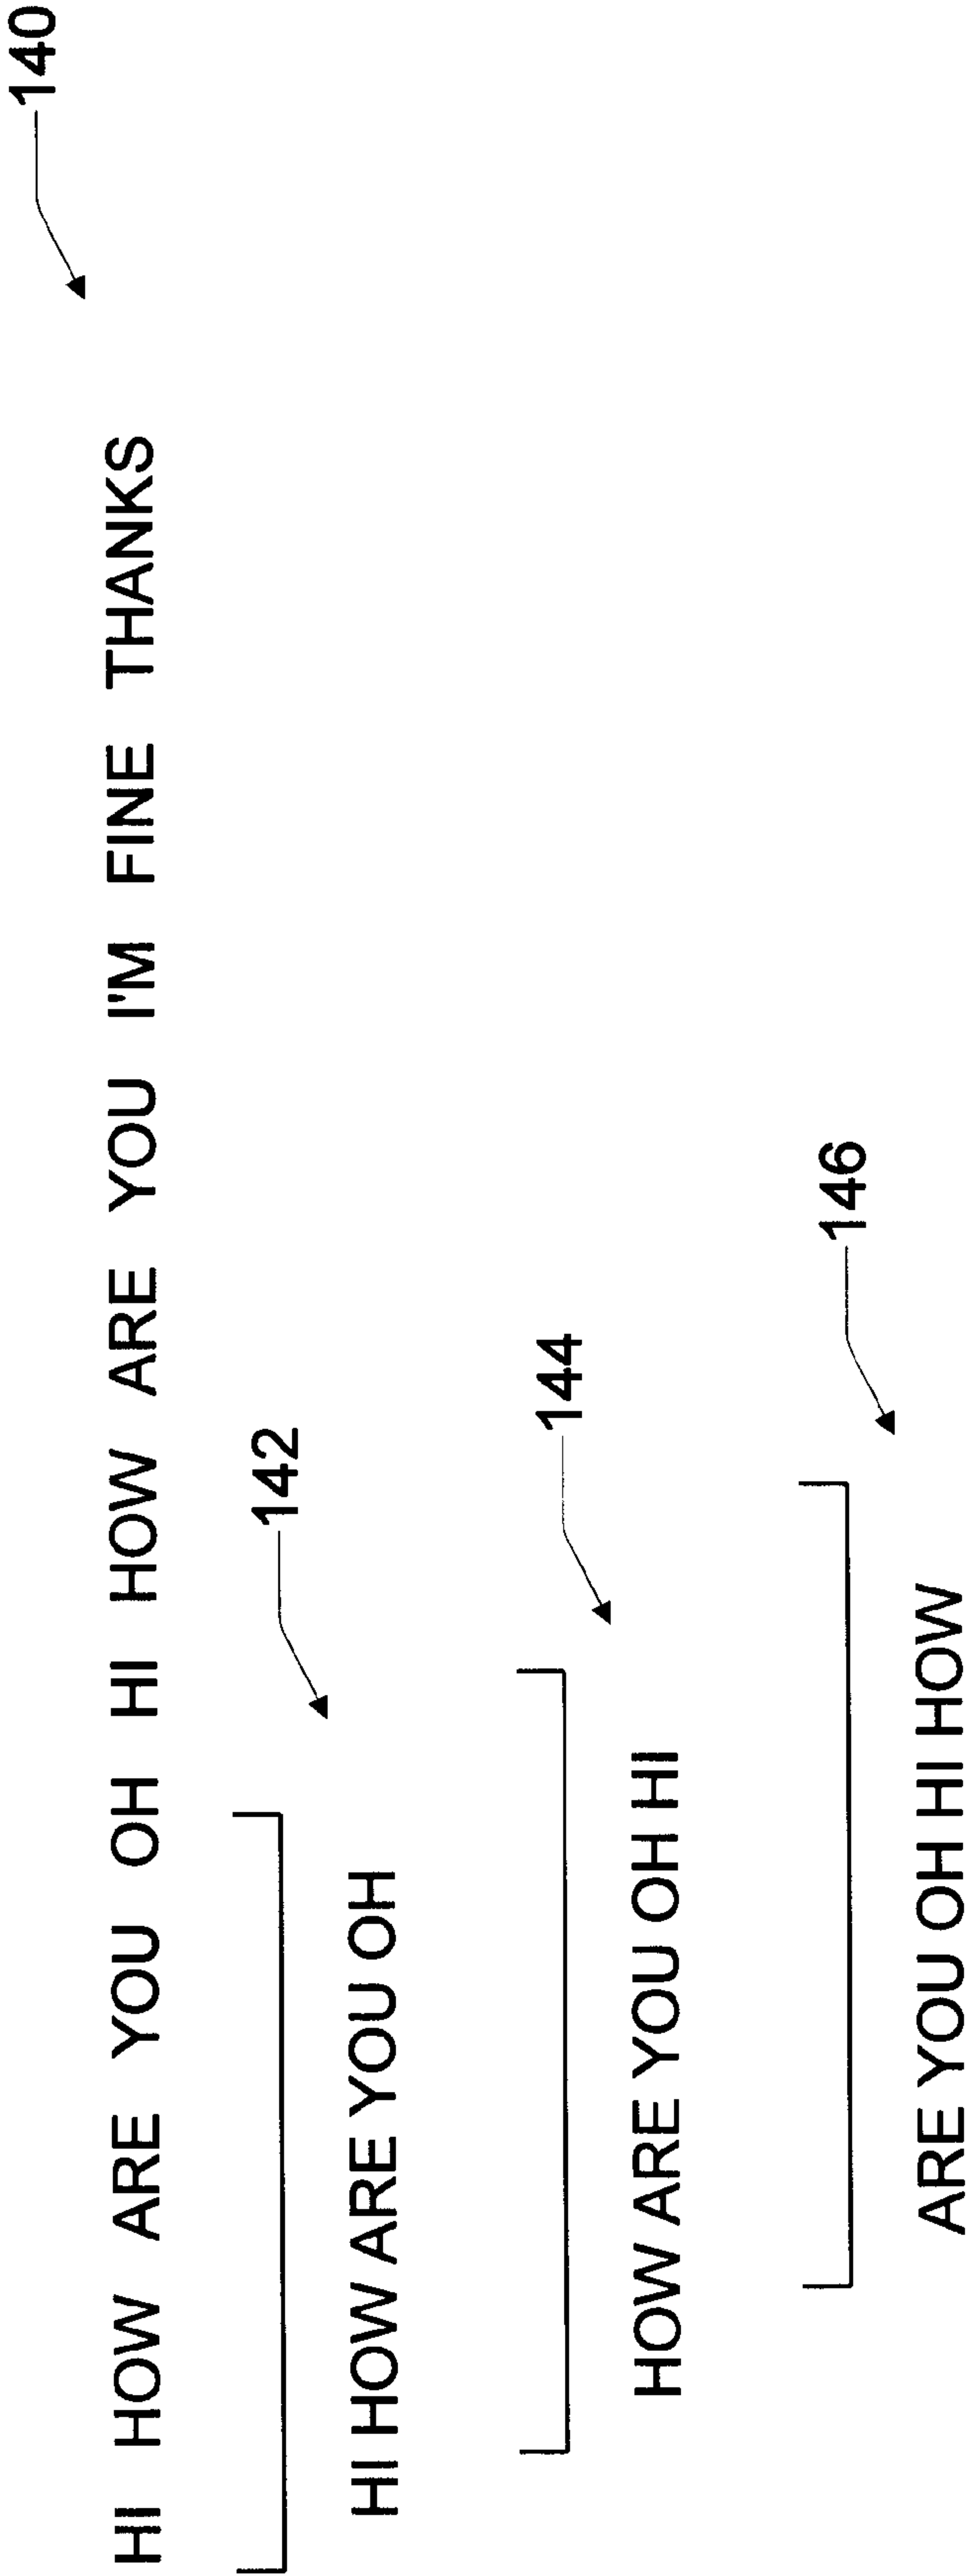 140
HI HOW ARE YOU OH HI HOW ARE YOU I'M FINE THANKS
142
HI HOW ARE YOU OH
144
HOW ARE YOU OH HI
146
ARE YOU OH HI HOW